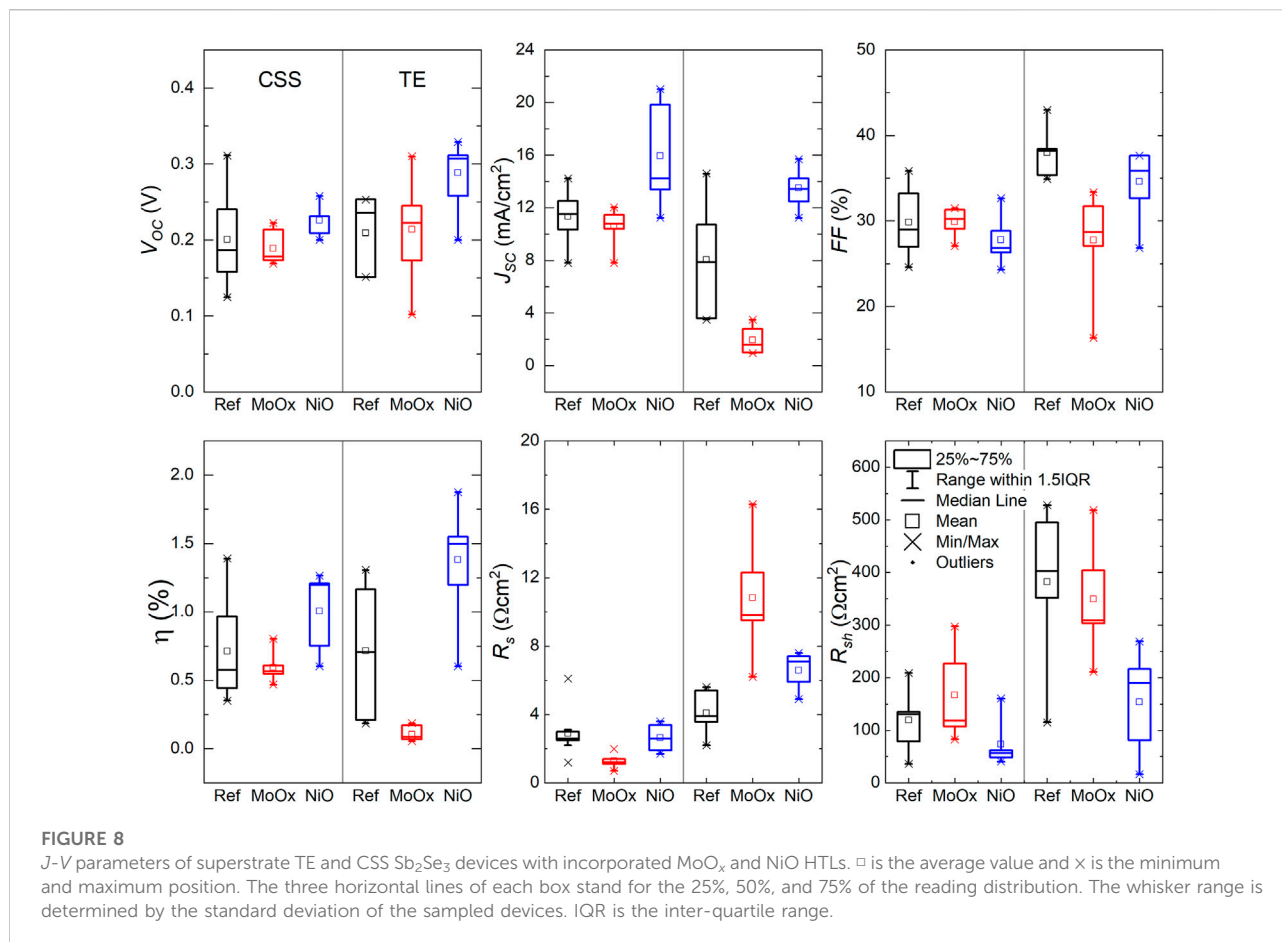 CSS TE
0.4
0.3
0.2
0.1
0.0
V_OC (V)
Ref MoOx NiO Ref MoOx NiO
24
20
16
12
8
4
0
J_SC (mA/cm²)
Ref MoOx NiO Ref MoOx NiO
50
40
30
20
10
FF (%)
Ref MoOx NiO Ref MoOx NiO
2.0
1.5
1.0
0.5
0.0
η (%)
Ref MoOx NiO Ref MoOx NiO
20
16
12
8
4
0
R_s (Ωcm²)
Ref MoOx NiO Ref MoOx NiO
600
500
400
300
200
100
0
R_sh (Ωcm²)
25%~75%
Range within 1.5IQR
Median Line
Mean
Min/Max
Outliers
Ref MoOx NiO Ref MoOx NiO
FIGURE 8
J-V parameters of superstrate TE and CSS Sb₂Se₃ devices with incorporated MoOₓ and NiO HTLs. □ is the average value and × is the minimum
and maximum position. The three horizontal lines of each box stand for the 25%, 50%, and 75% of the reading distribution. The whisker range is
determined by the standard deviation of the sampled devices. IQR is the inter-quartile range.